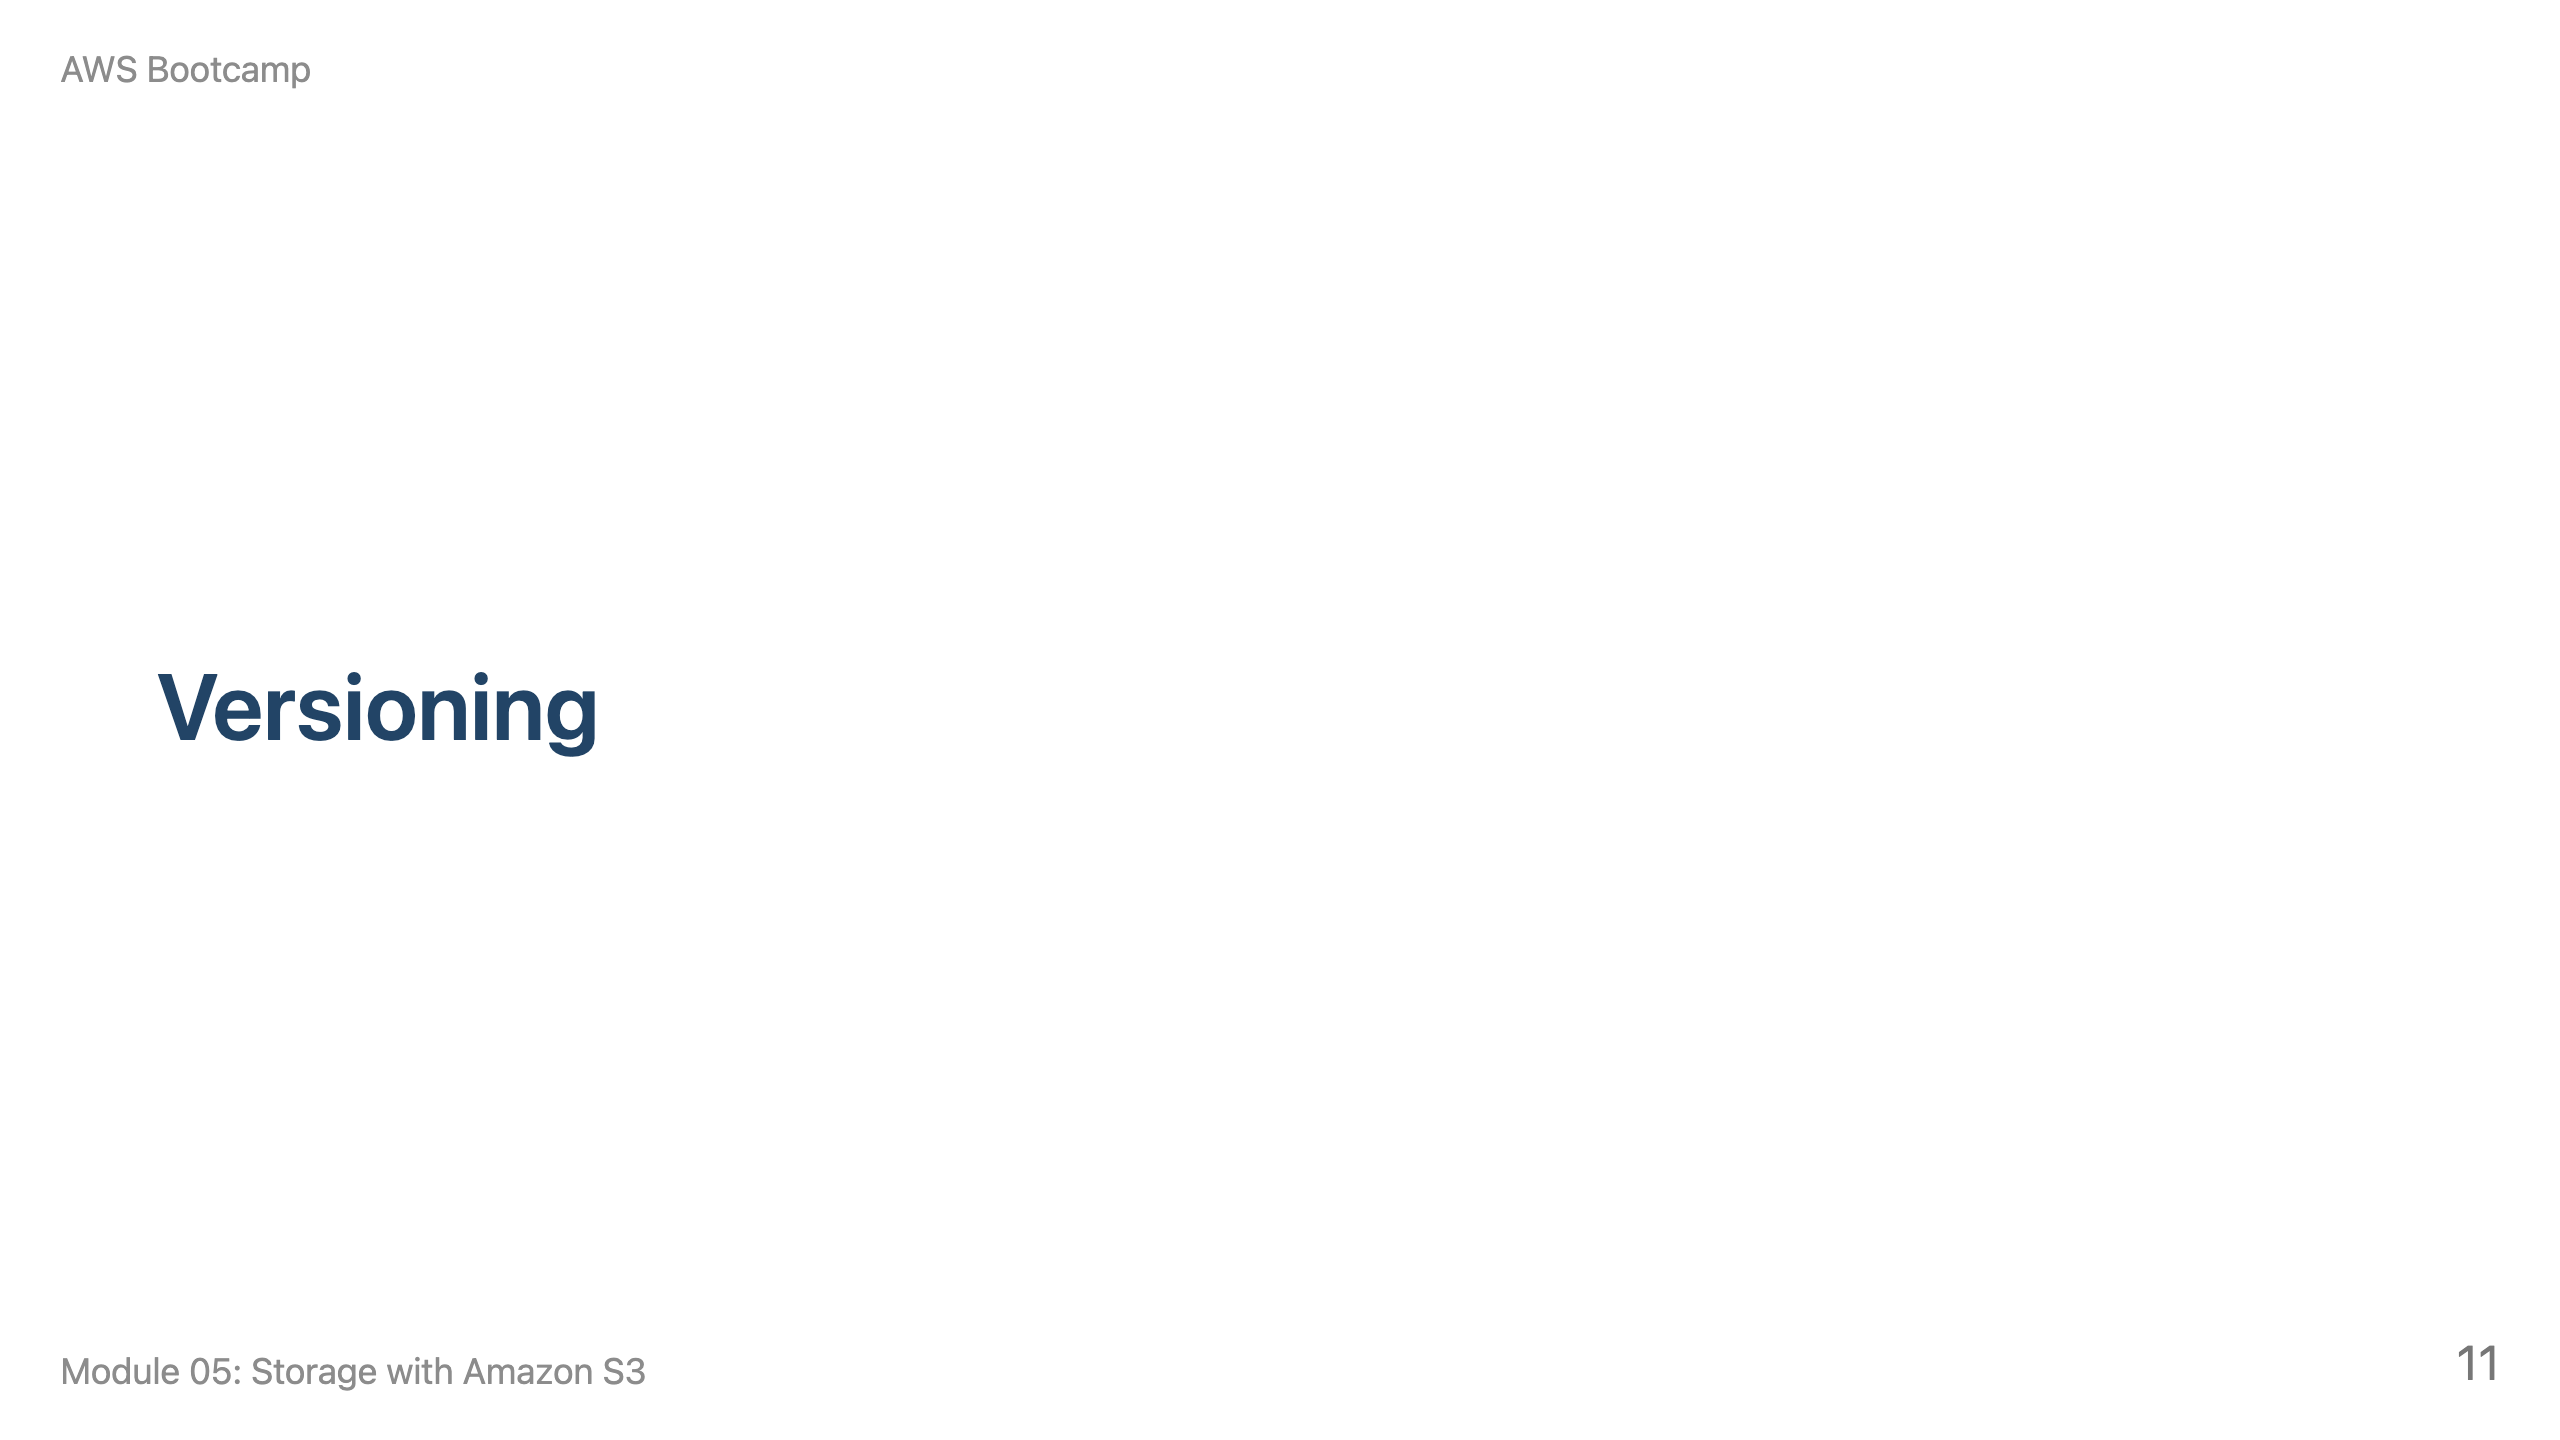 AWS Bootcamp
Versioning
Module 05: Storage with Amazon S3
11